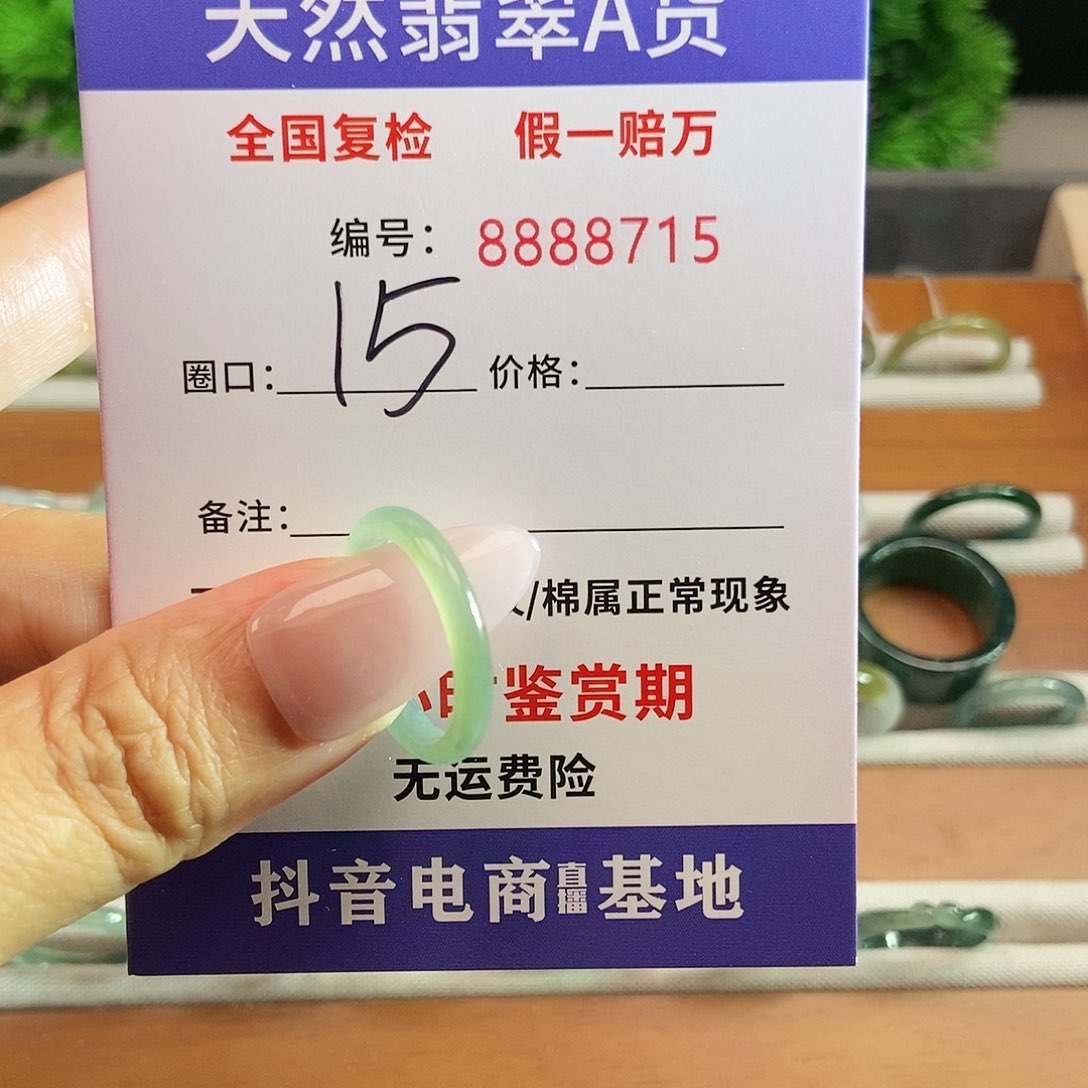 天然翡翠A货
全国复检 假一赔万
编号：8888715
圈口：15 价格：
备注：
/棉属正常现象
小时鉴赏期
无运费险
抖音电商直播基地